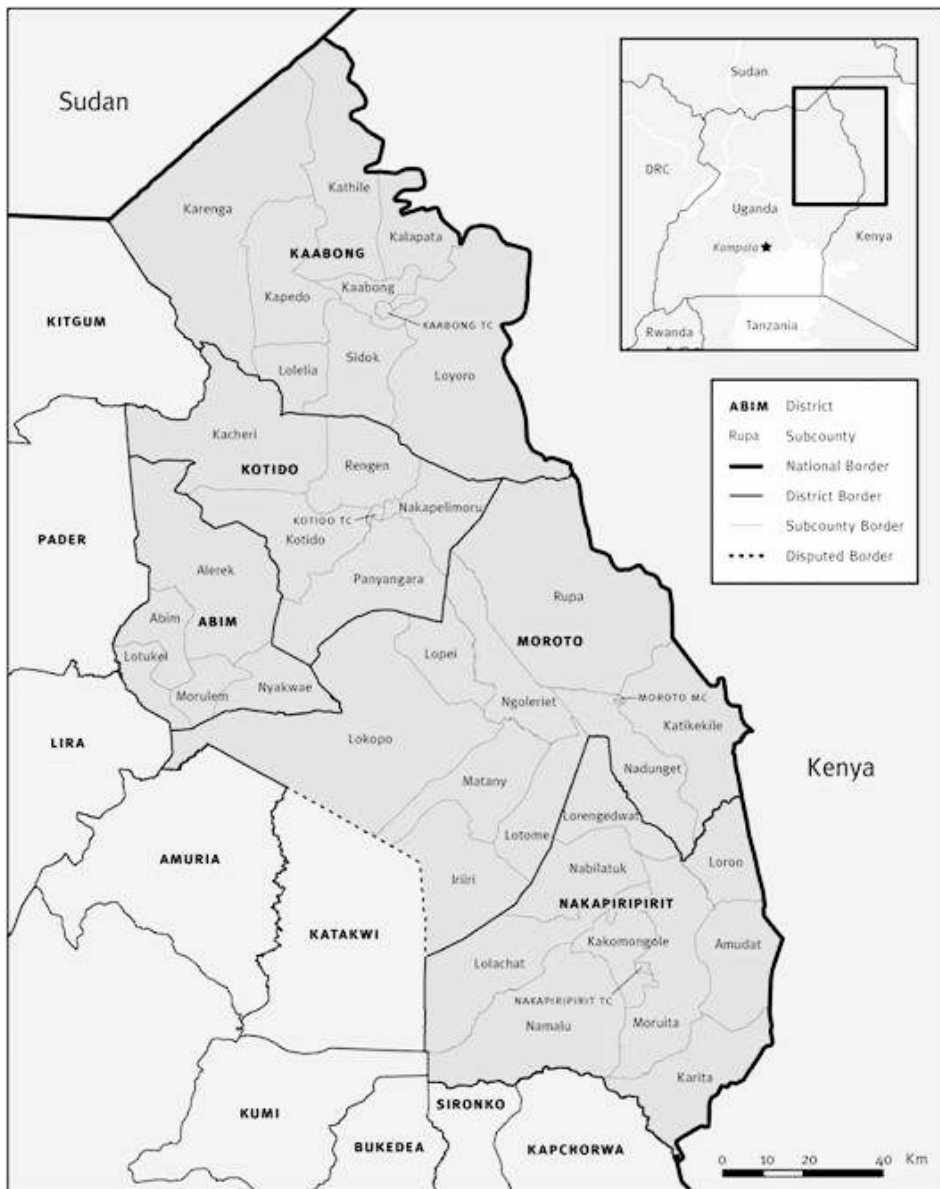 Sudan
Karenga
Kathile
Kalapata
KAABONG
Kaabong
Kapedo
KAABONG TC
KITGUM
Sidok
Lolelia
Loyoro
Kacheri
KOTIDO
Rengen
Nakapelimoru
KOTIDO TC
Kotido
PADER
Panyangara
Alerek
Rupa
Abim
ABIM
MOROTO
Lotukei
Lopei
Nyakwae
Morulem
Ngoleriet
MOROTO MC
Katikekile
LIRA
Lokopo
Kenya
Nadunget
Matany
Lorengedwat
Lotome
AMURIA
Loroo
Nabilatuk
Iriiri
NAKAPIRIPIRIT
KATAKWI
Kakomongole
Amudat
Lolachat
NAKAPIRIPIRIT TC
Namalu
Moruita
Karita
KUMI
SIRONKO
BUKEDEA
KAPCHORWA
0 10 20 40 Km
Sudan
DRC
Uganda
Kampala
Kenya
Rwanda
Tanzania
ABIM District
Rupa Subcounty
National Border
District Border
Subcounty Border
Disputed Border